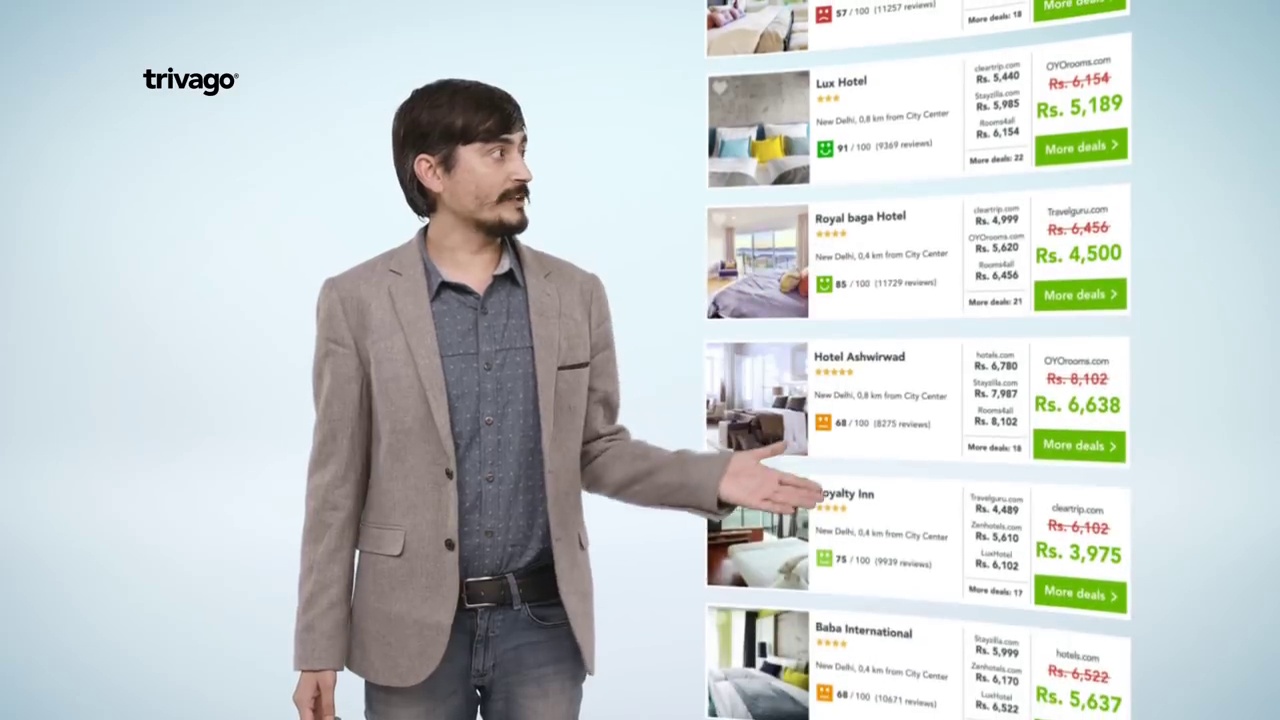 trivago
57 / 100 (11257 reviews)
More deals: 18
More deals
Lux Hotel
New Delhi, 0,8 km from City Center
91 / 100 (9369 reviews)
cleartrip.com
Rs. 5,440
Stayzilla.com
Rs. 5,985
Rooms4all
Rs. 6,154
More deals: 22
OYOrooms.com
Rs. 6,154
Rs. 5,189
More deals >
Royal baga Hotel
New Delhi, 0,4 km from City Center
85 / 100 (11729 reviews)
cleartrip.com
Rs. 4,999
OYOrooms.com
Rs. 5,620
Rooms4all
Rs. 6,456
More deals: 21
Travelguru.com
Rs. 6,456
Rs. 4,500
More deals >
Hotel Ashwirwad
New Delhi, 0,8 km from City Center
68 / 100 (8275 reviews)
hotels.com
Rs. 6,780
Stayzilla.com
Rs. 7,987
Rooms4all
Rs. 8,102
More deals: 18
OYOrooms.com
Rs. 8,102
Rs. 6,638
More deals >
oyalty Inn
New Delhi, 0,4 km from City Center
75 / 100 (9939 reviews)
Travelguru.com
Rs. 4,489
Zenhotels.com
Rs. 5,610
LuxHotel
Rs. 6,102
More deals: 17
cleartrip.com
Rs. 6,102
Rs. 3,975
More deals >
Baba International
New Delhi, 0,4 km from City Center
68 / 100 (10671 reviews)
Stayzilla.com
Rs. 5,999
Zenhotels.com
Rs. 6,170
LuxHotel
Rs. 6,522
hotels.com
Rs. 6,522
Rs. 5,637